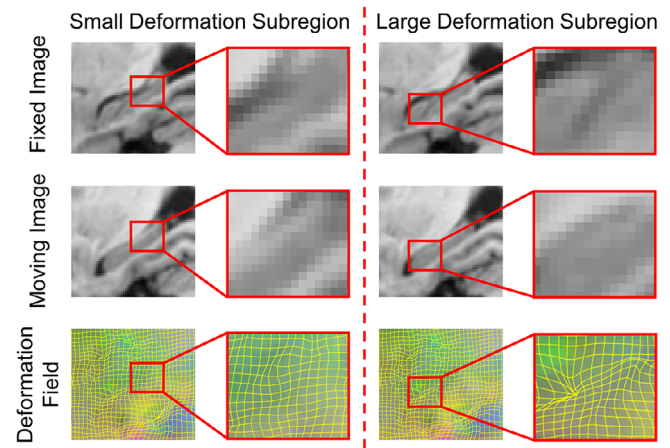 Small Deformation Subregion
Large Deformation Subregion
Fixed Image
Moving Image
Deformation
Field